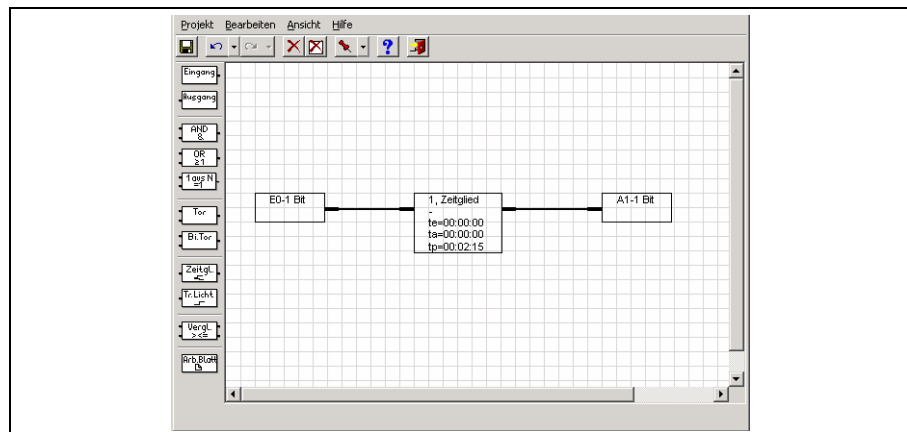 Projekt Bearbeiten Ansicht Hilfe
Eingang
Ausgang
AND
&
OR
≥1
1 aus N
=1
Tor
Bi.Tor
Zeitgl.
Tr.Licht
Vergl.
><=
Arb.Blatt
E0-1 Bit
1, Zeitglied
-
te=00:00:00
ta=00:00:00
tp=00:02:15
A1-1 Bit